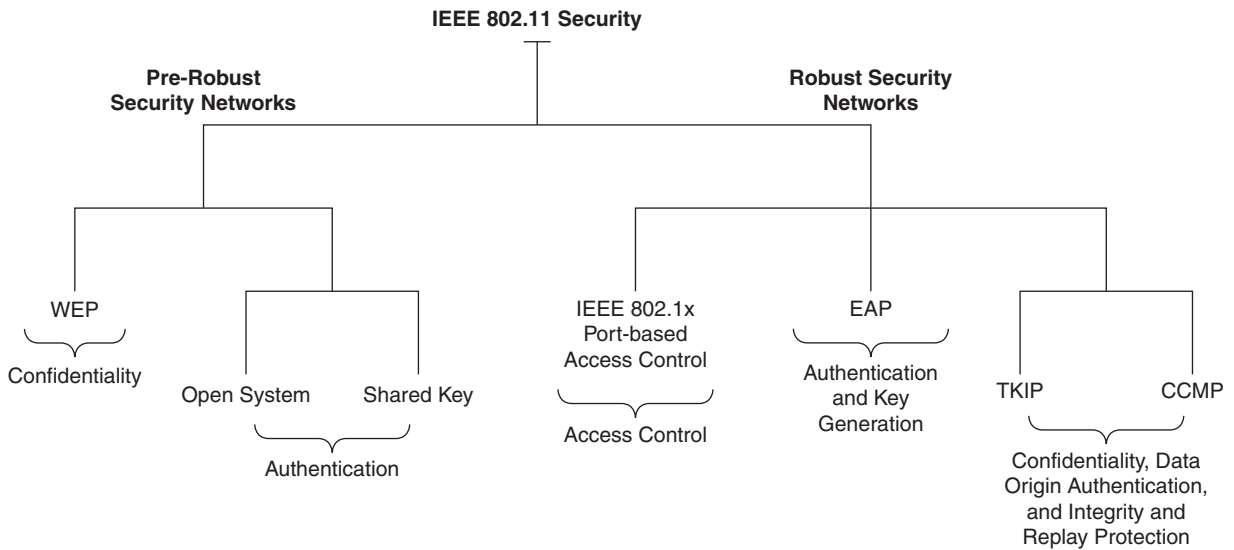 IEEE 802.11 Security
Pre-Robust
Security Networks
Robust Security
Networks
WEP
Confidentiality
Open System
Shared Key
Authentication
IEEE 802.1x
Port-based
Access Control
Access Control
EAP
Authentication
and Key
Generation
TKIP
CCMP
Confidentiality, Data
Origin Authentication,
and Integrity and
Replay Protection